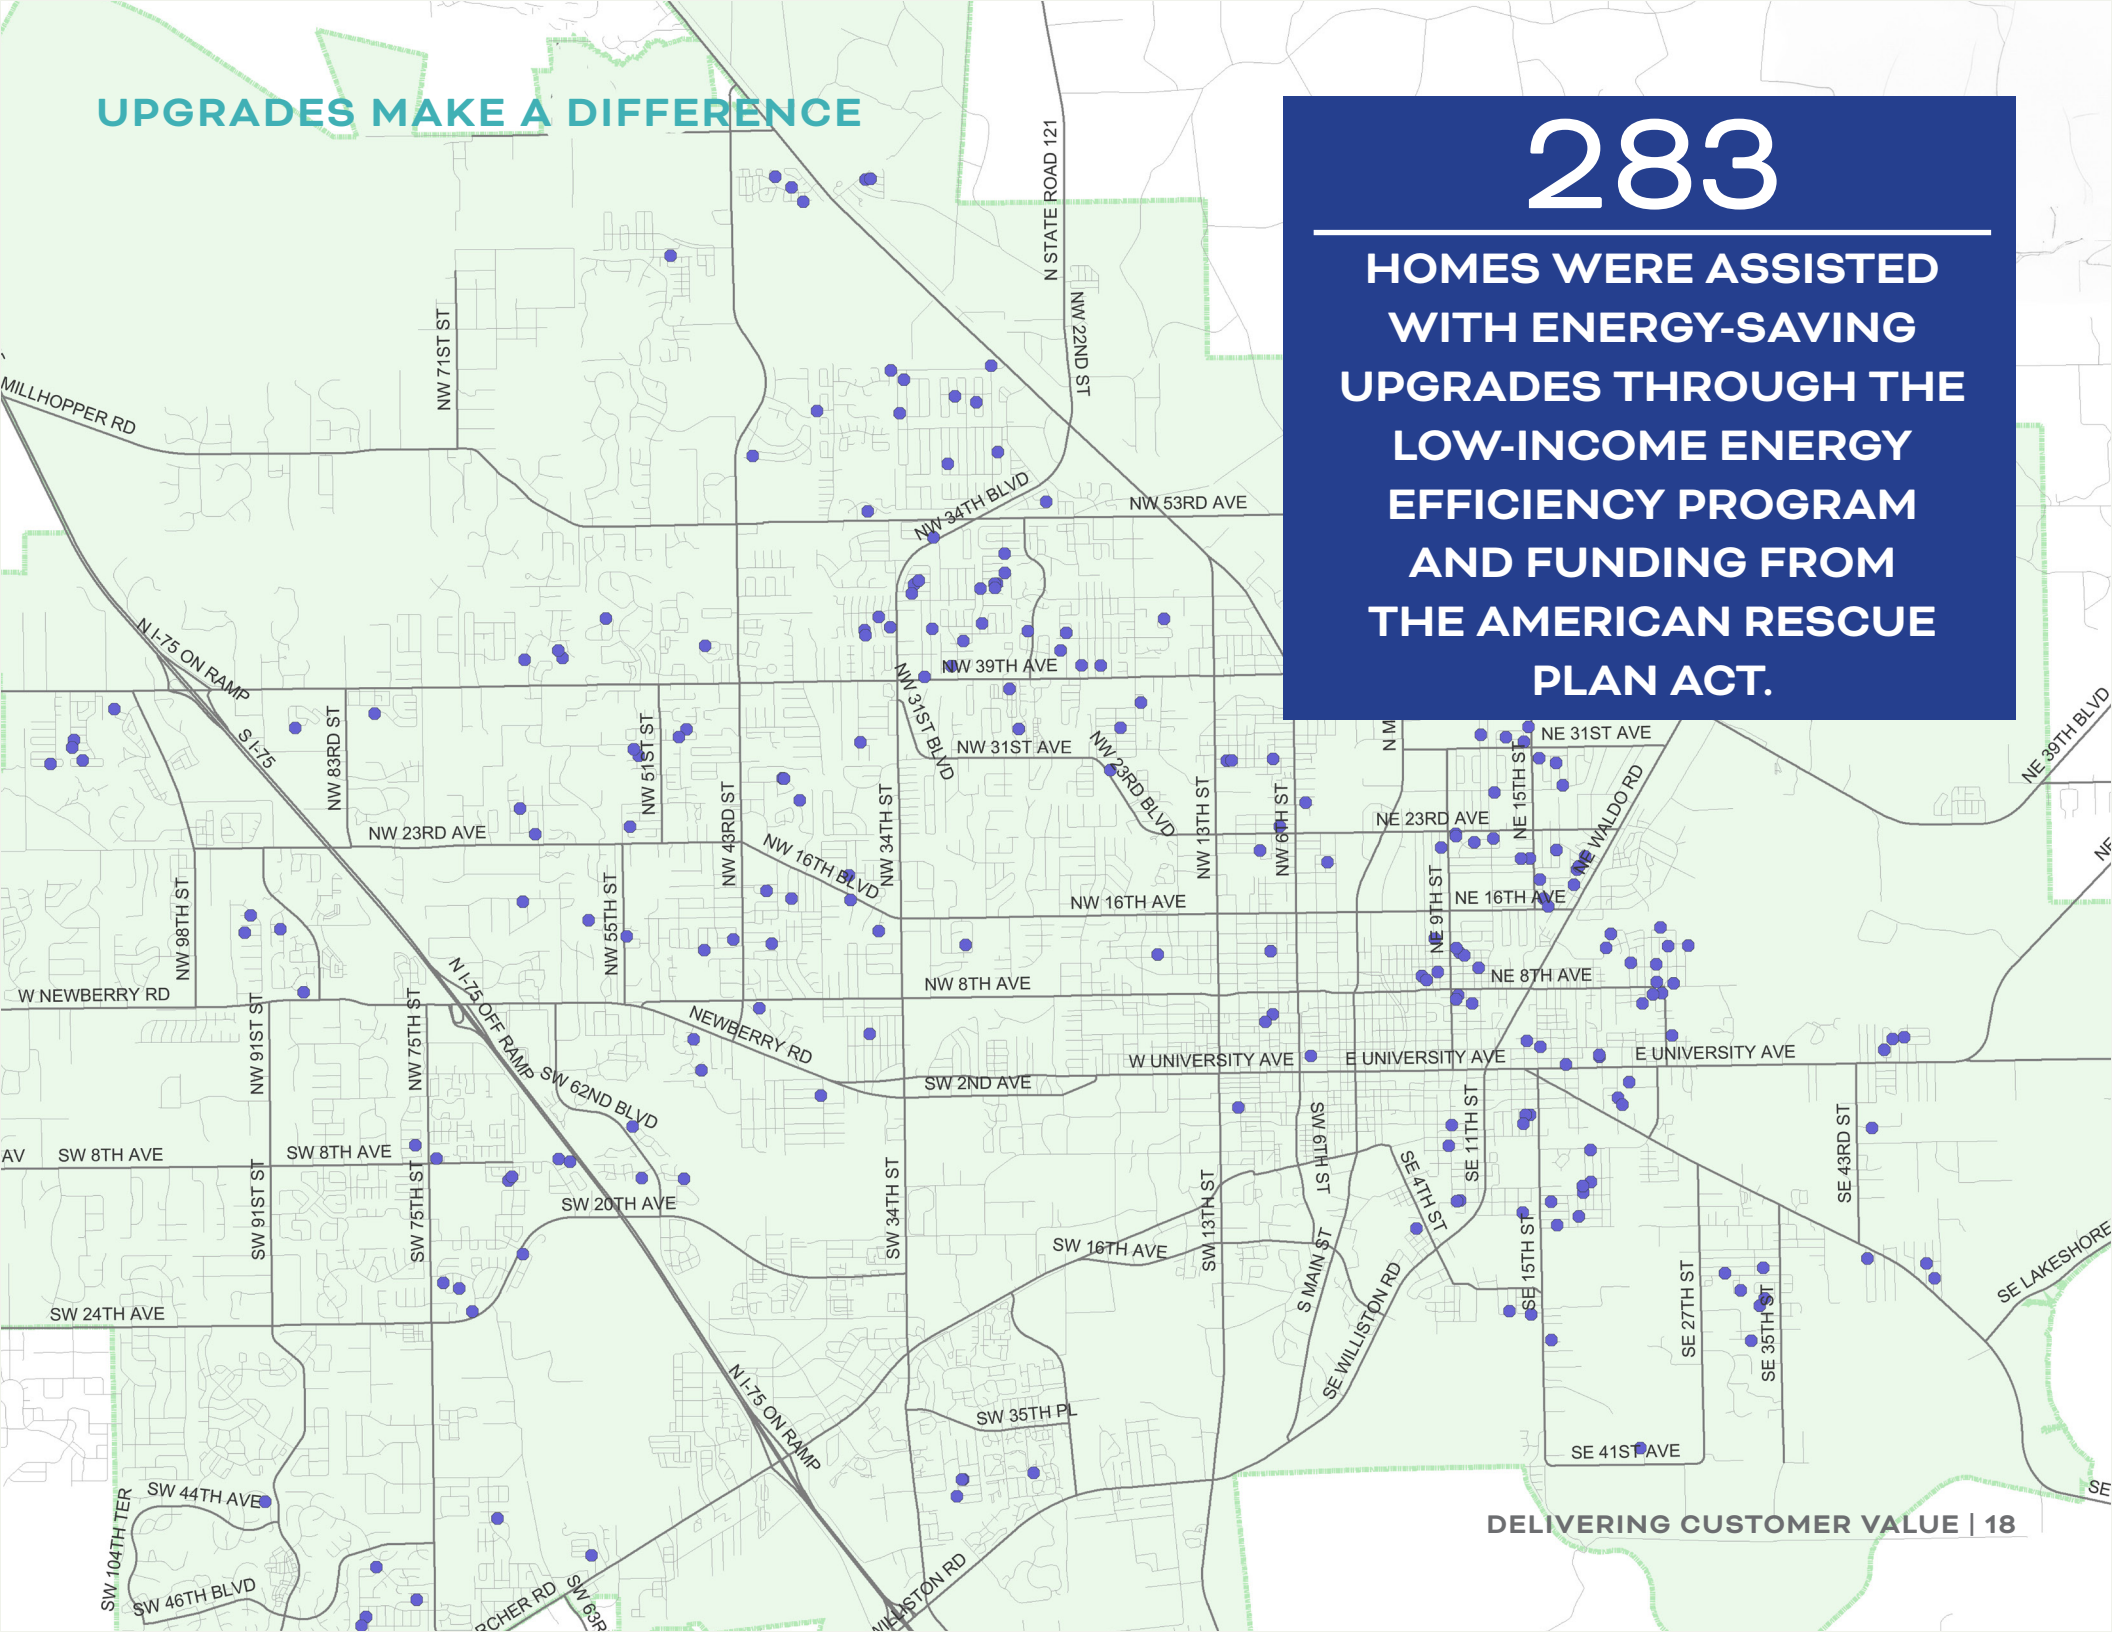 UPGRADES MAKE A DIFFERENCE
283
HOMES WERE ASSISTED
WITH ENERGY-SAVING
UPGRADES THROUGH THE
LOW-INCOME ENERGY
EFFICIENCY PROGRAM
AND FUNDING FROM
THE AMERICAN RESCUE
PLAN ACT.
N STATE ROAD 121
NW 22ND ST
NW 71ST ST
MILLHOPPER RD
NW 34TH BLVD
NW 53RD AVE
N I-75 ON RAMP
S I-75
NW 39TH AVE
NW 31ST BLVD
NW 31ST AVE
NW 23RD BLVD
N M
NE 31ST AVE
NE 39TH BLVD
NW 83RD ST
NW 51ST ST
NW 43RD ST
NW 34TH ST
NW 13TH ST
NW 6TH ST
NE 15TH ST
NE WALDO RD
NW 23RD AVE
NE 23RD AVE
NW 16TH BLVD
NE
NW 98TH ST
NW 55TH ST
NW 16TH AVE
NE 9TH ST
NE 16TH AVE
W NEWBERRY RD
N I-75 OFF RAMP
NW 8TH AVE
NE 8TH AVE
NW 91ST ST
NW 75TH ST
NEWBERRY RD
W UNIVERSITY AVE
E UNIVERSITY AVE
E UNIVERSITY AVE
SW 62ND BLVD
SW 2ND AVE
AV
SW 8TH AVE
SW 8TH AVE
SW 91ST ST
SW 75TH ST
SW 20TH AVE
SW 34TH ST
SW 13TH ST
SW 6TH ST
SE 4TH ST
SE 11TH ST
SE 43RD ST
SW 16TH AVE
S MAIN ST
SE WILLISTON RD
SE 15TH ST
SE 27TH ST
SE 35TH ST
SE LAKESHORE
SW 24TH AVE
N I-75 ON RAMP
SW 35TH PL
SE 41ST AVE
SW 104TH TER
SW 44TH AVE
SW 46TH BLVD
RCHER RD
SW 63R
WILLISTON RD
SE
DELIVERING CUSTOMER VALUE | 18